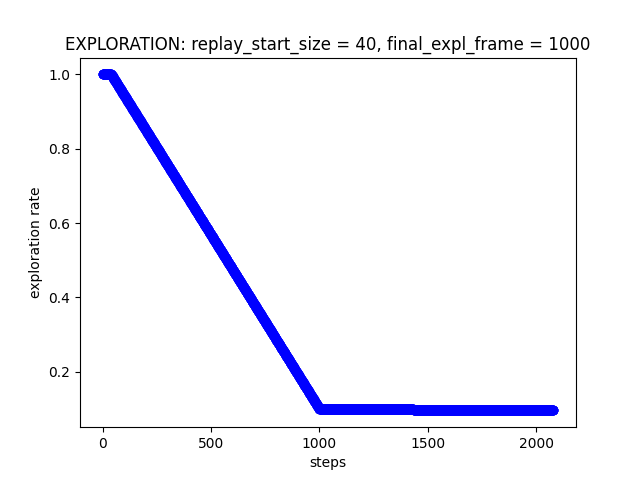 EXPLORATION: replay_start_size = 40, final_expl_frame = 1000
1.0
0.8
0.6
0.4
0.2
exploration rate
0 500 1000 1500 2000
steps